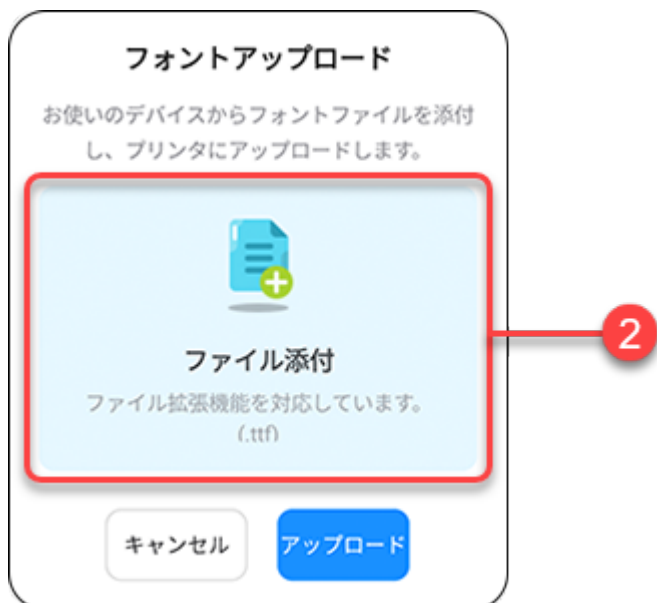 フォントアップロード
お使いのデバイスからフォントファイルを添付
し、プリンタにアップロードします。
ファイル添付
ファイル拡張機能を対応しています。
(.ttf)
2
キャンセル
アップロード